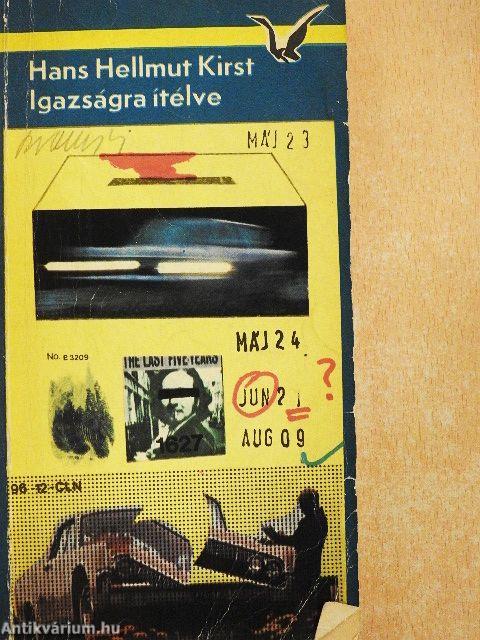 Hans Hellmut Kirst
Igazságra ítélve
MÁJ 23
MÁJ 24.
No. E 3209
THE LAST FIVE YEARS
JUN 21 ?
1627
AUG 09
96-12-CLN
Antikvárium.hu